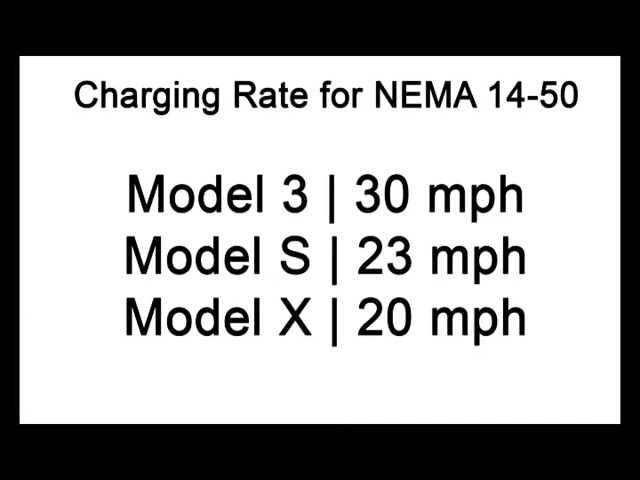 Charging Rate for NEMA 14-50
Model 3 | 30 mph
Model S | 23 mph
Model X | 20 mph